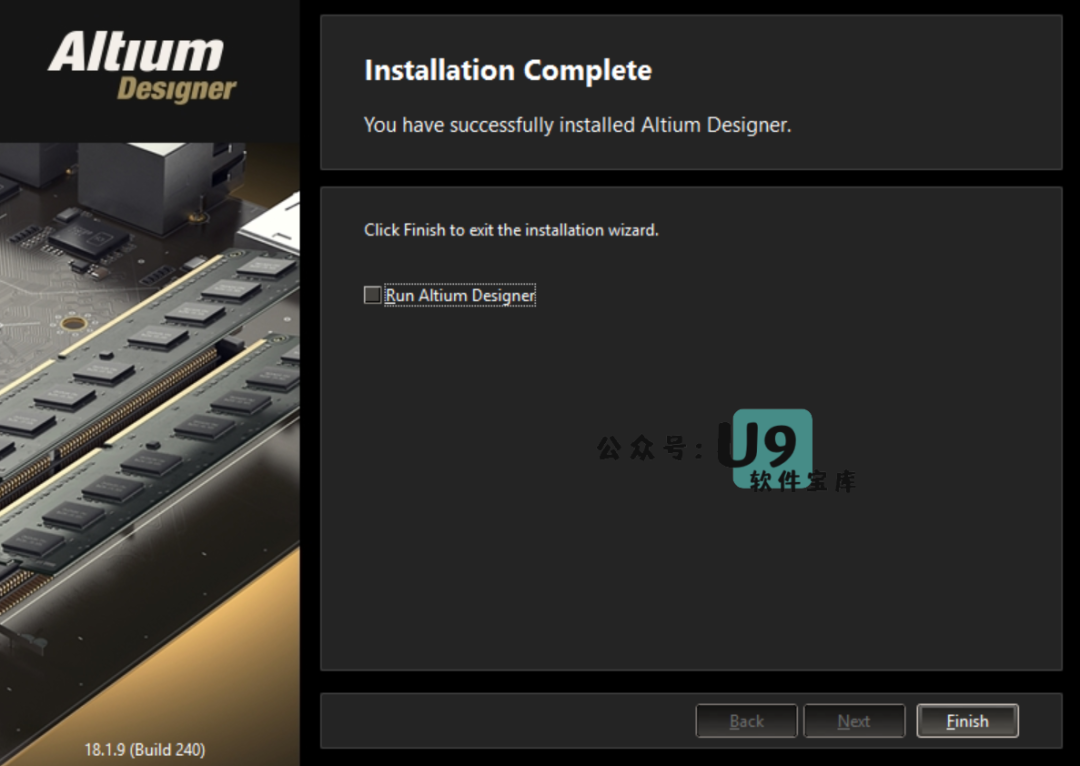 Altium
Designer
Installation Complete
You have successfully installed Altium Designer.
Click Finish to exit the installation wizard.
Run Altium Designer
公众号:U9
软件宝库
Back
Next
Finish
18.1.9 (Build 240)